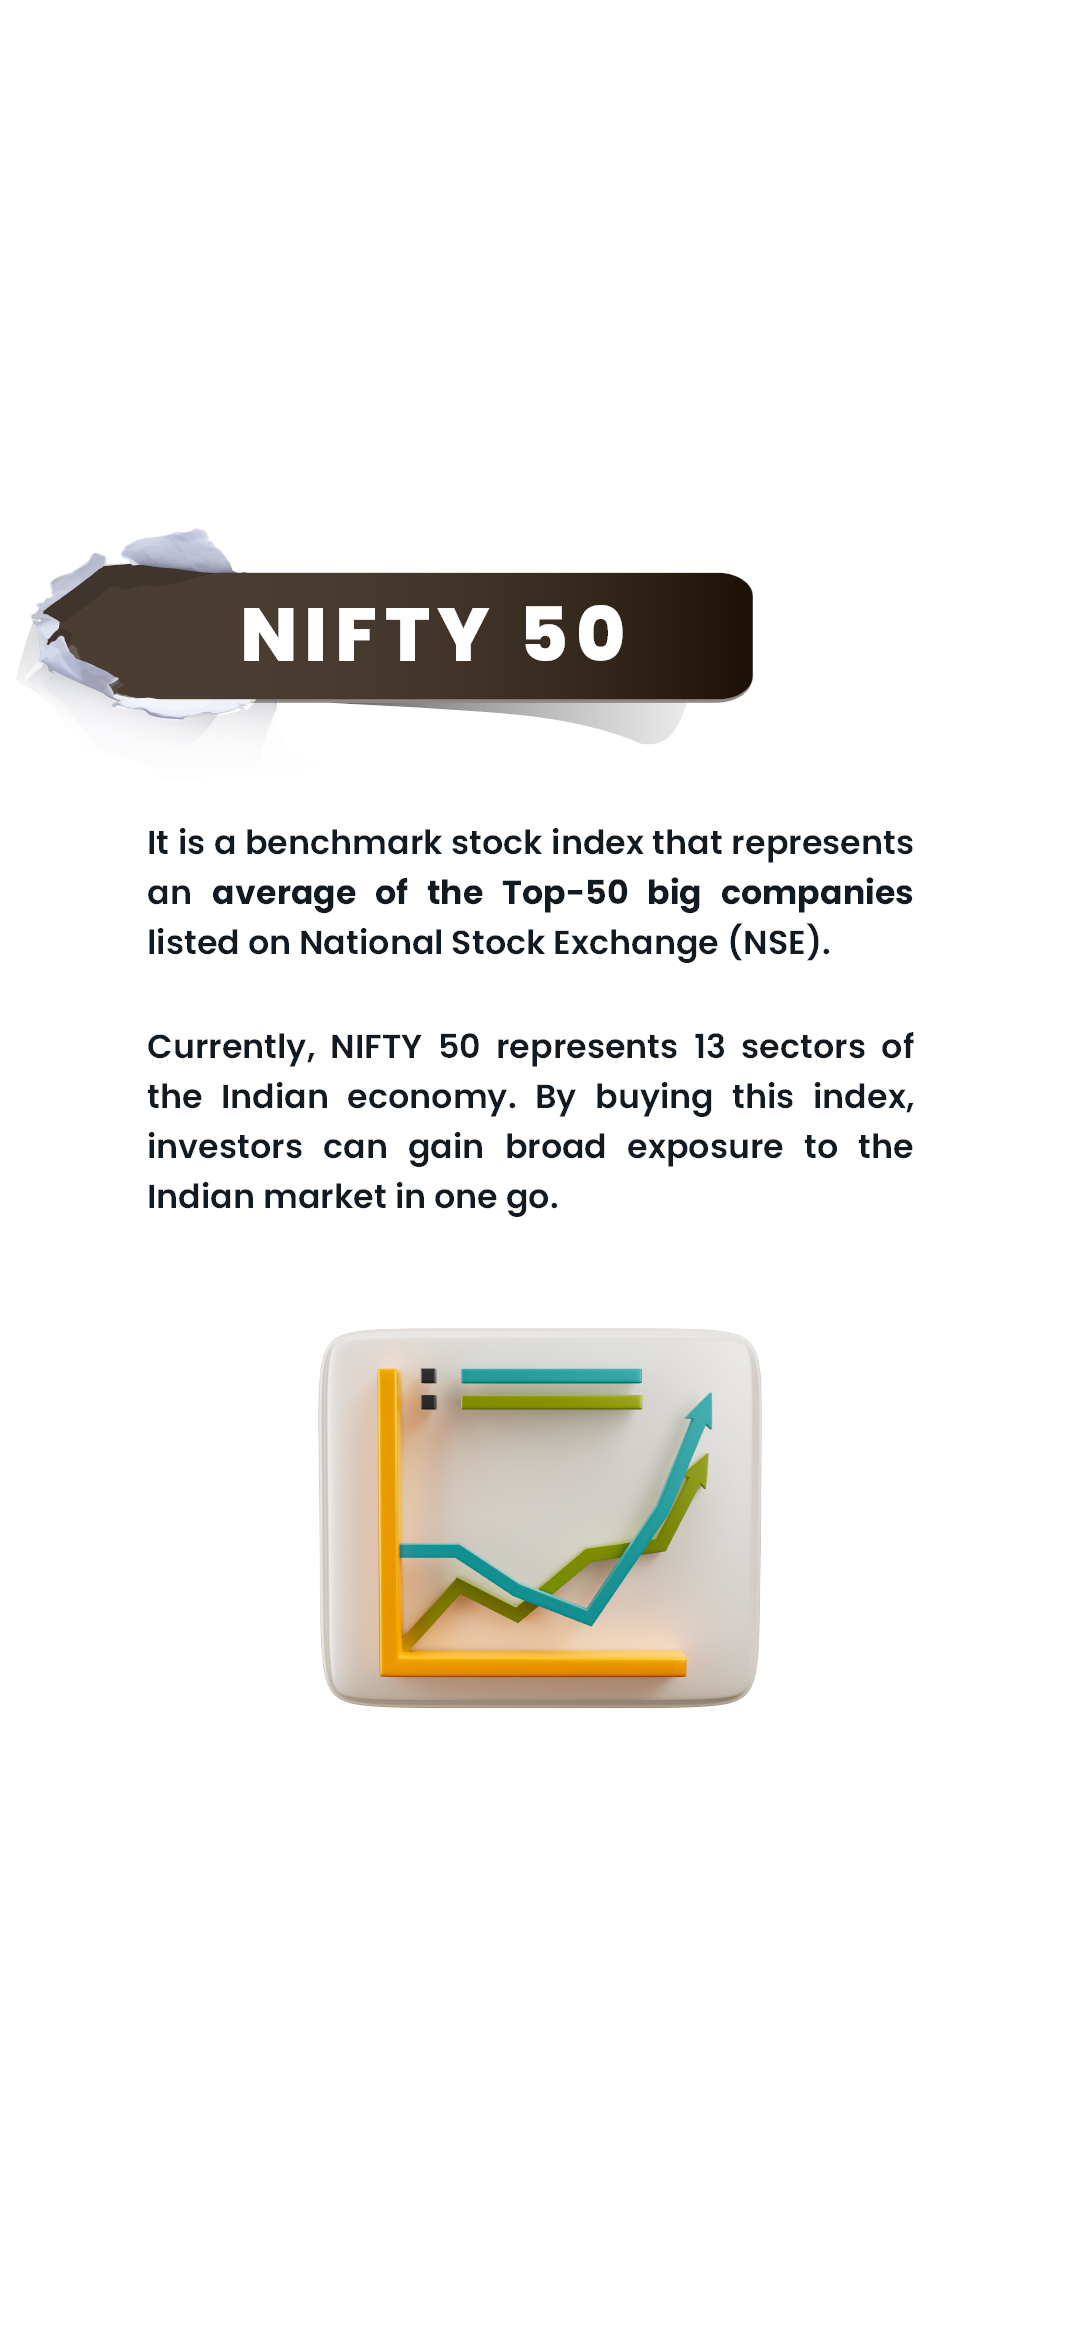 NIFTY 50
It is a benchmark stock index that represents
an average of the Top-50 big companies
listed on National Stock Exchange (NSE).
Currently, NIFTY 50 represents 13 sectors of
the Indian economy. By buying this index,
investors can gain broad exposure to the
Indian market in one go.